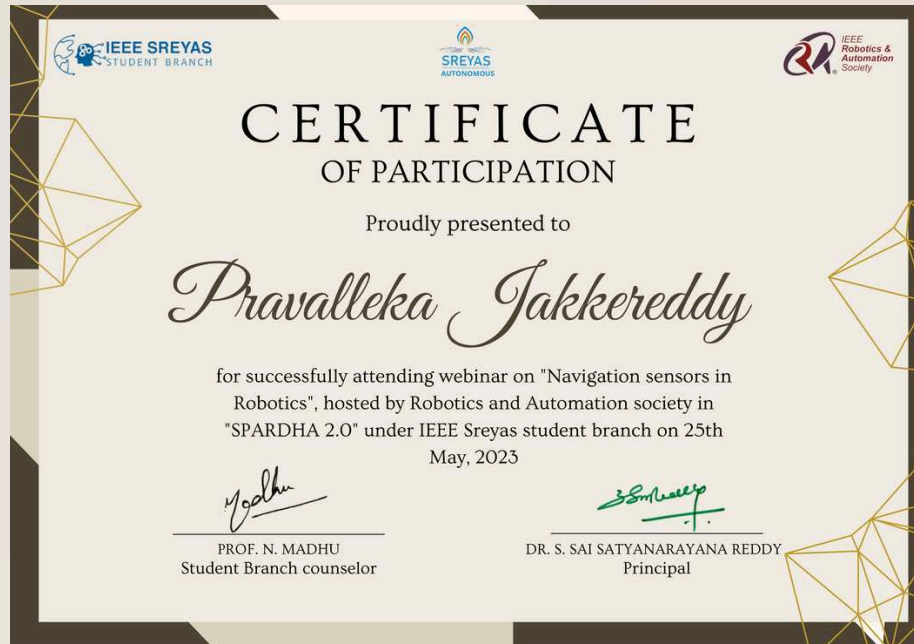 IEEE SREYAS
STUDENT BRANCH
SREYAS
AUTONOMOUS
IEEE
Robotics &
Automation
Society
CERTIFICATE
OF PARTICIPATION
Proudly presented to
Pravalleka Jakkereddy
for successfully attending webinar on "Navigation sensors in
Robotics", hosted by Robotics and Automation society in
"SPARDHA 2.0" under IEEE Sreyas student branch on 25th
May, 2023
Madhu
PROF. N. MADHU
Student Branch counselor
DR. S. SAI SATYANARAYANA REDDY
Principal